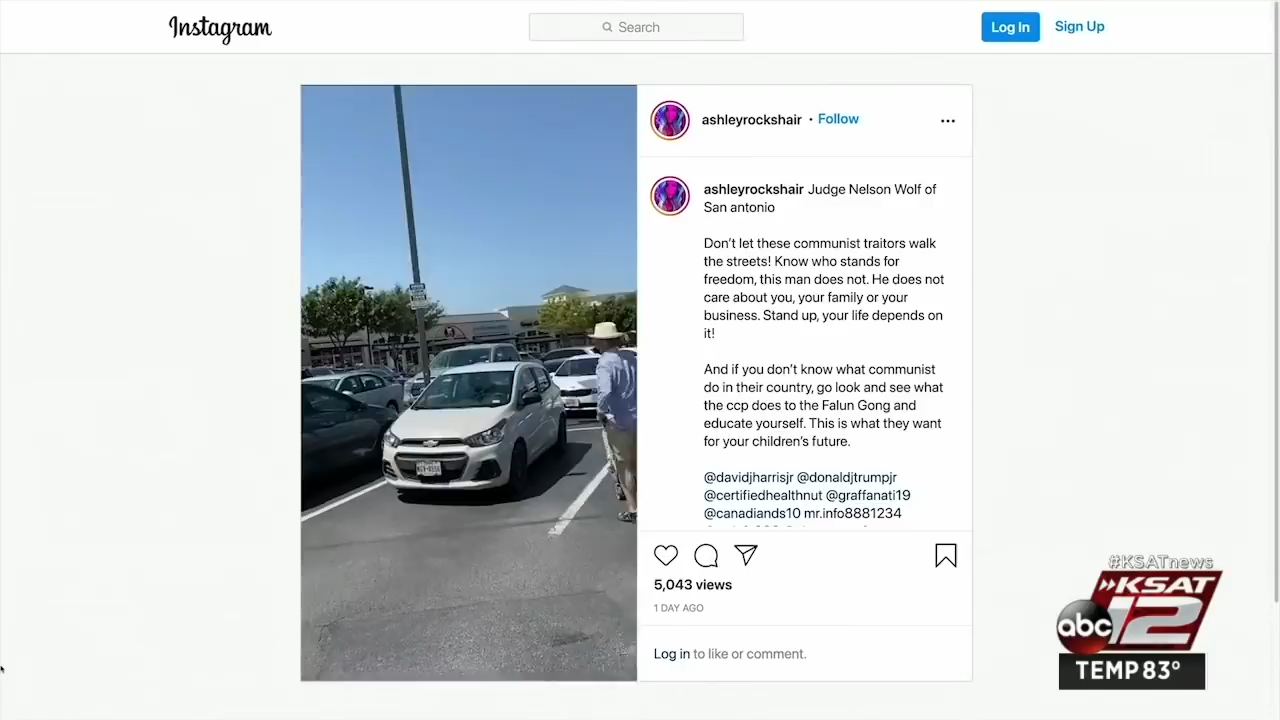 Instagram
Search
Log In
Sign Up
ashleyrockshair · Follow
ashleyrockshair Judge Nelson Wolf of
San antonio
Don't let these communist traitors walk
the streets! Know who stands for
freedom, this man does not. He does not
care about you, your family or your
business. Stand up, your life depends on
it!
And if you don't know what communist
do in their country, go look and see what
the ccp does to the Falun Gong and
educate yourself. This is what they want
for your children's future.
@davidjharrisjr @donaldjtrumpjr
@certifiedhealthnut @graffanati19
@canadiands10 mr.info8881234
5,043 views
1 DAY AGO
Log in to like or comment.
#KSATnews
KSAT
abc 12
TEMP 83°